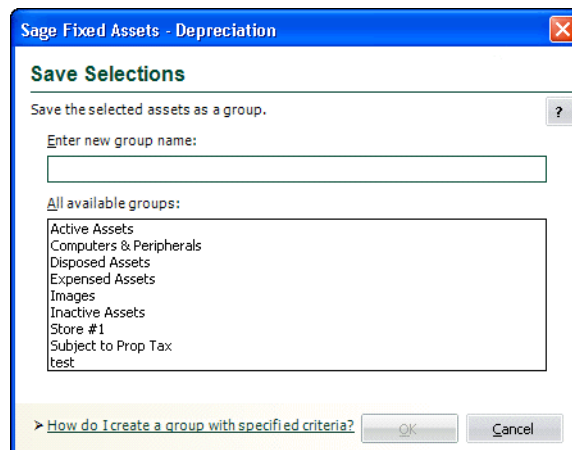 Sage Fixed Assets - Depreciation
Save Selections
Save the selected assets as a group.
?
Enter new group name:
All available groups:
Active Assets
Computers & Peripherals
Disposed Assets
Expensed Assets
Images
Inactive Assets
Store #1
Subject to Prop Tax
test
➤ How do I create a group with specified criteria?
OK
Cancel